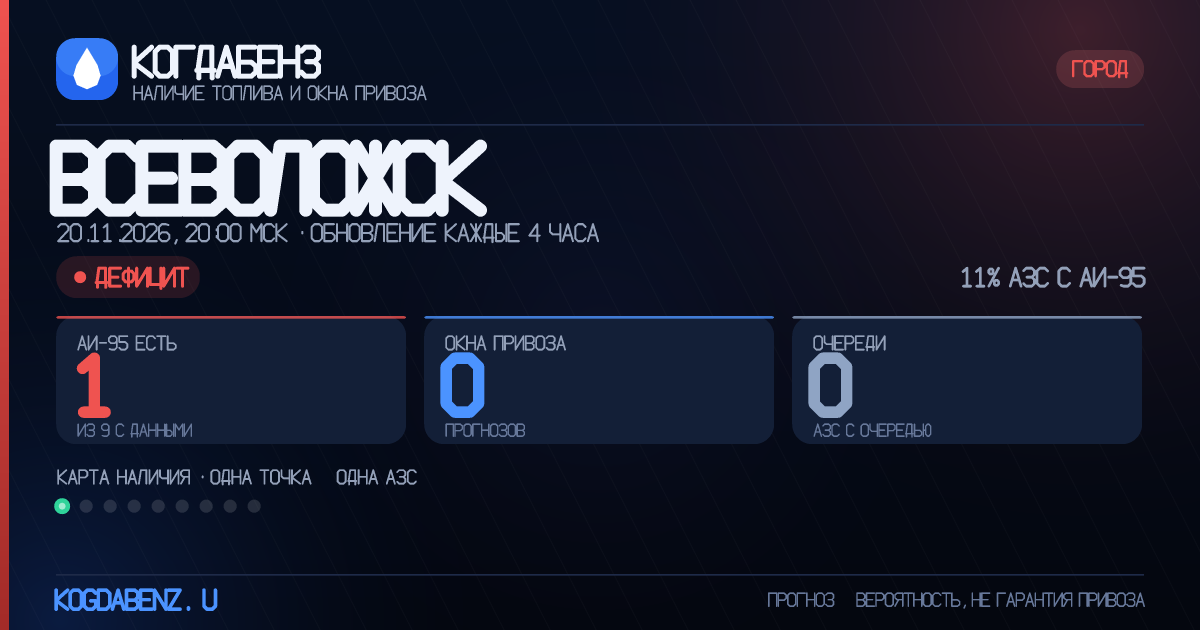 КОГДАБЕНЗ
НАЛИЧИЕ ТОПЛИВА И ОКНА ПРИВОЗА
ГОРОД
ВСЕВОЛОЖСК
20.11.2026, 20:00 МСК · ОБНОВЛЕНИЕ КАЖДЫЕ 4 ЧАСА
ДЕФИЦИТ
11% АЗС С АИ-95
АИ-95 ЕСТЬ
1
ИЗ 9 С ДАННЫМИ
ОКНА ПРИВОЗА
0
ПРОГНОЗОВ
ОЧЕРЕДИ
0
АЗС С ОЧЕРЕДЬЮ
КАРТА НАЛИЧИЯ · ОДНА ТОЧКА ОДНА АЗС
KOGDABENZ. U
ПРОГНОЗ ВЕРОЯТНОСТЬ, НЕ ГАРАНТИЯ ПРИВОЗА